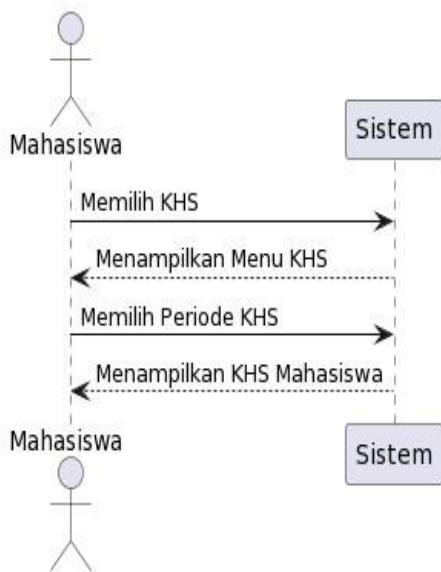 Mahasiswa
Sistem
Memilih KHS
Menampilkan Menu KHS
Memilih Periode KHS
Menampilkan KHS Mahasiswa
Mahasiswa
Sistem